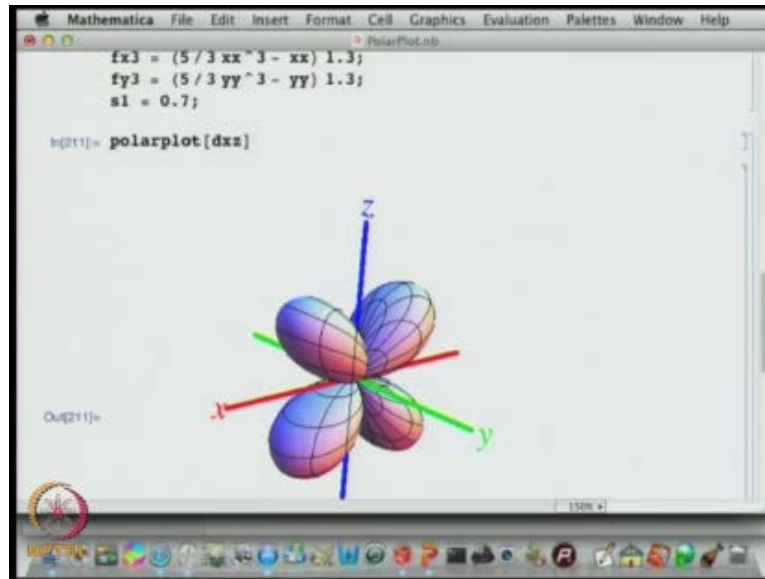 Mathematica File Edit Insert Format Cell Graphics Evaluation Palettes Window Help
PolarPlot.nb
fx3 = (5/3 xx^3 - xx) 1.3;
fy3 = (5/3 yy^3 - yy) 1.3;
s1 = 0.7;
In[211]:= polarplot[dxz]
z
x
y
Out[211]=
150%
NPTEL